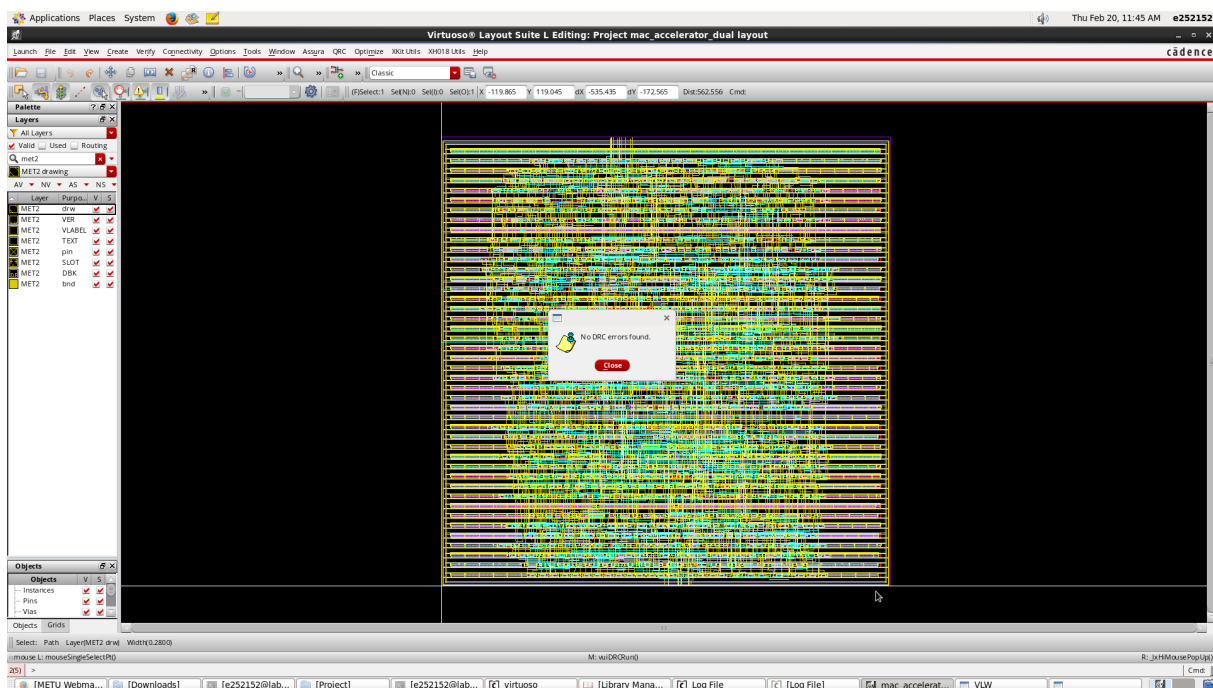 Applications Places System Thu Feb 20, 11:45 AM e252152
Virtuoso® Layout Suite L Editing: Project mac_accelerator_dual layout
Launch File Edit View Create Verify Connectivity Options Tools Window Assura QRC Optimize XKit Utils XH018 Utils Help cādence
» » » Classic
» (F)Select:1 Sel(N):0 Sel(I):0 Sel(O):1 X -119.865 Y 119.045 dX -535.435 dY -172.565 Dist:562.556 Cmd:
Palette
Layers
All Layers
Valid Used Routing
met2
MET2 drawing
AV NV AS NS
Layer Purpo... V S
MET2 drw
MET2 VER
MET2 VLABEL
MET2 TEXT
MET2 pin
MET2 SLOT
MET2 DBK
MET2 bnd
No DRC errors found.
Close
Objects
Objects V S
Instances
Pins
Vias
Objects Grids
Select: Path Layer(MET2 drw) Width(0.2800)
mouse L: mouseSingleSelectPt() M: vuiDRCRun() R: _lxHiMousePopUp()
2(5) > Cmd:
[METU Webma... [Downloads] [e252152@lab... [Project] [e252152@lab... virtuoso [Library Mana... Log File [Log File] mac_accelerat... VLW